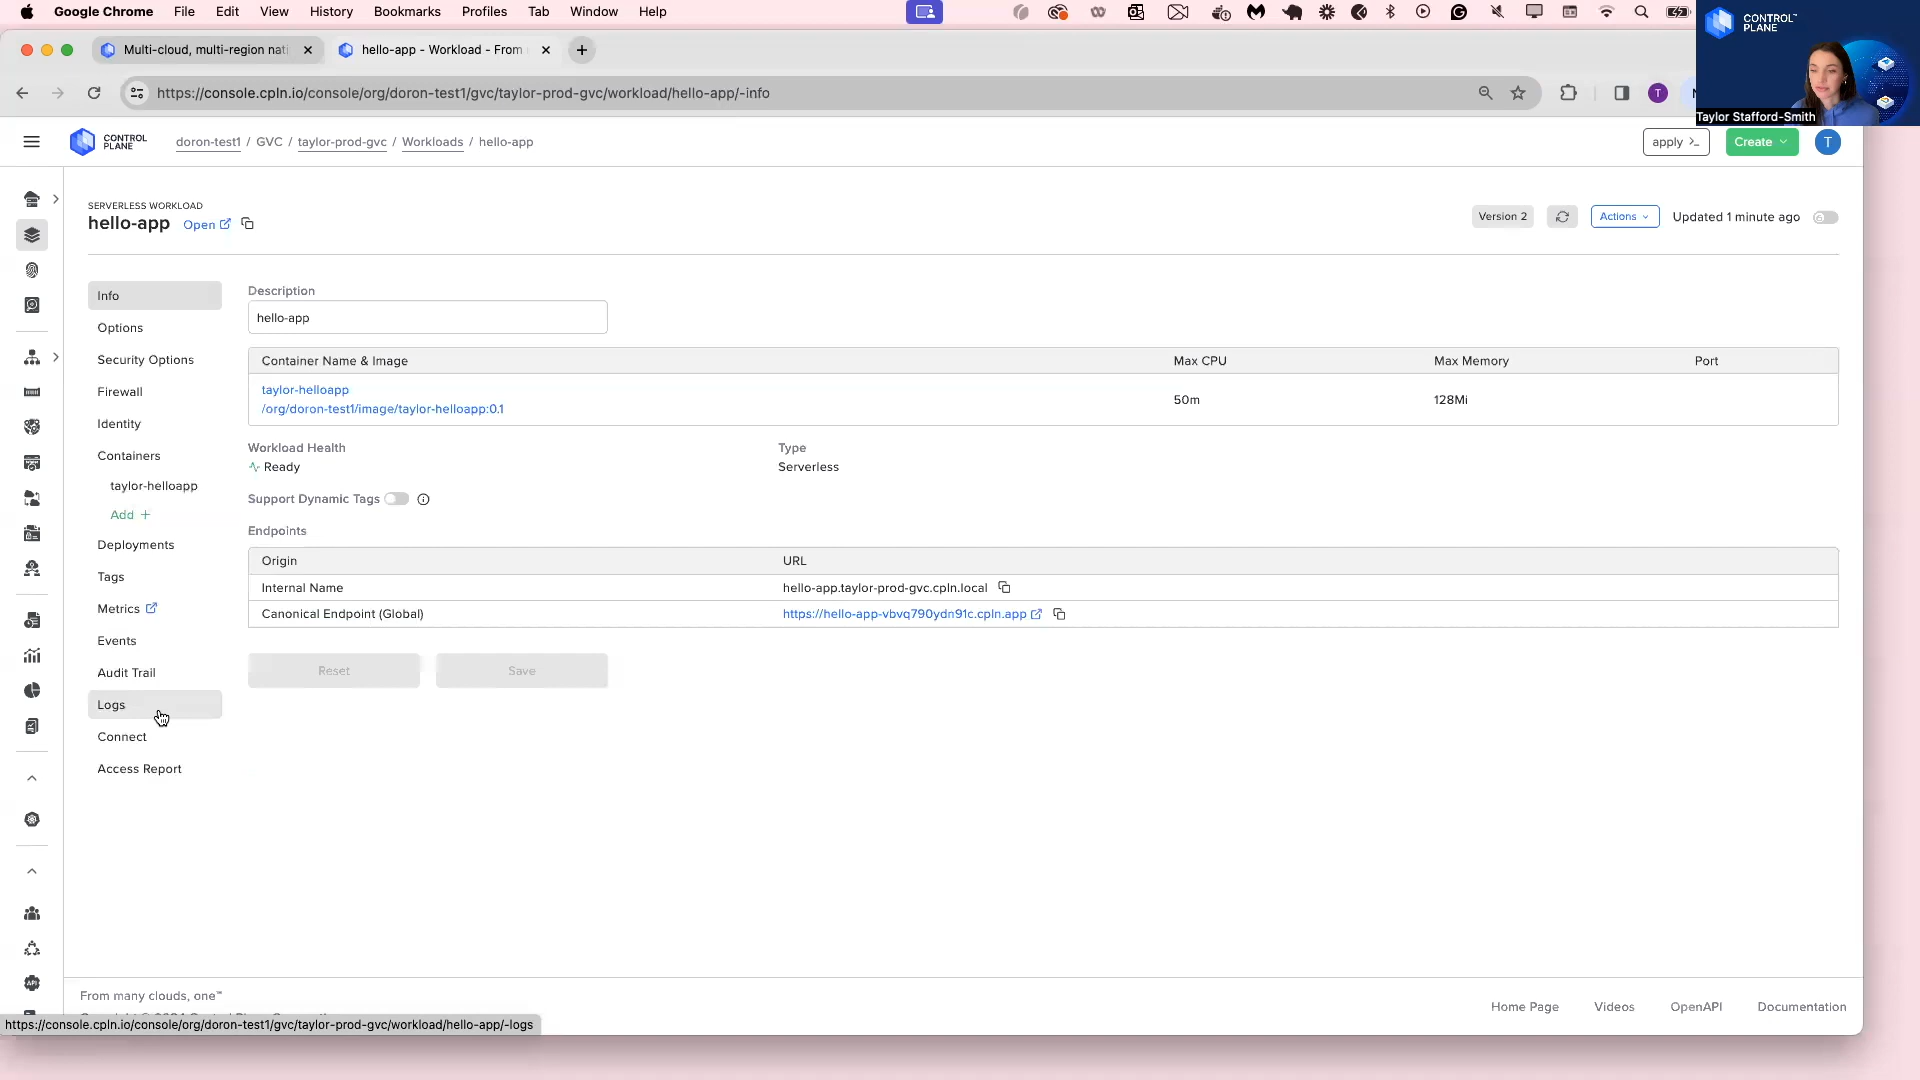 Google Chrome File Edit View History Bookmarks Profiles Tab Window Help
CONTROL PLANE™
Multi-cloud, multi-region nati
hello-app - Workload - From
https://console.cpln.io/console/org/doron-test1/gvc/taylor-prod-gvc/workload/hello-app/-info
T
Taylor Stafford-Smith
CONTROL PLANE
doron-test1 / GVC / taylor-prod-gvc / Workloads / hello-app
apply >_
Create
T
SERVERLESS WORKLOAD
hello-app Open
Version 2
Actions
Updated 1 minute ago
Info
Options
Security Options
Firewall
Identity
Containers
taylor-helloapp
Add +
Deployments
Tags
Metrics
Events
Audit Trail
Logs
Connect
Access Report
Description
hello-app
Container Name & Image Max CPU Max Memory Port
taylor-helloapp
/org/doron-test1/image/taylor-helloapp:0.1
50m 128Mi
Workload Health Type
Ready Serverless
Support Dynamic Tags
Endpoints
Origin URL
Internal Name hello-app.taylor-prod-gvc.cpln.local
Canonical Endpoint (Global) https://hello-app-vbvq790ydn91c.cpln.app
Reset Save
From many clouds, one™
Home Page Videos OpenAPI Documentation
https://console.cpln.io/console/org/doron-test1/gvc/taylor-prod-gvc/workload/hello-app/-logs